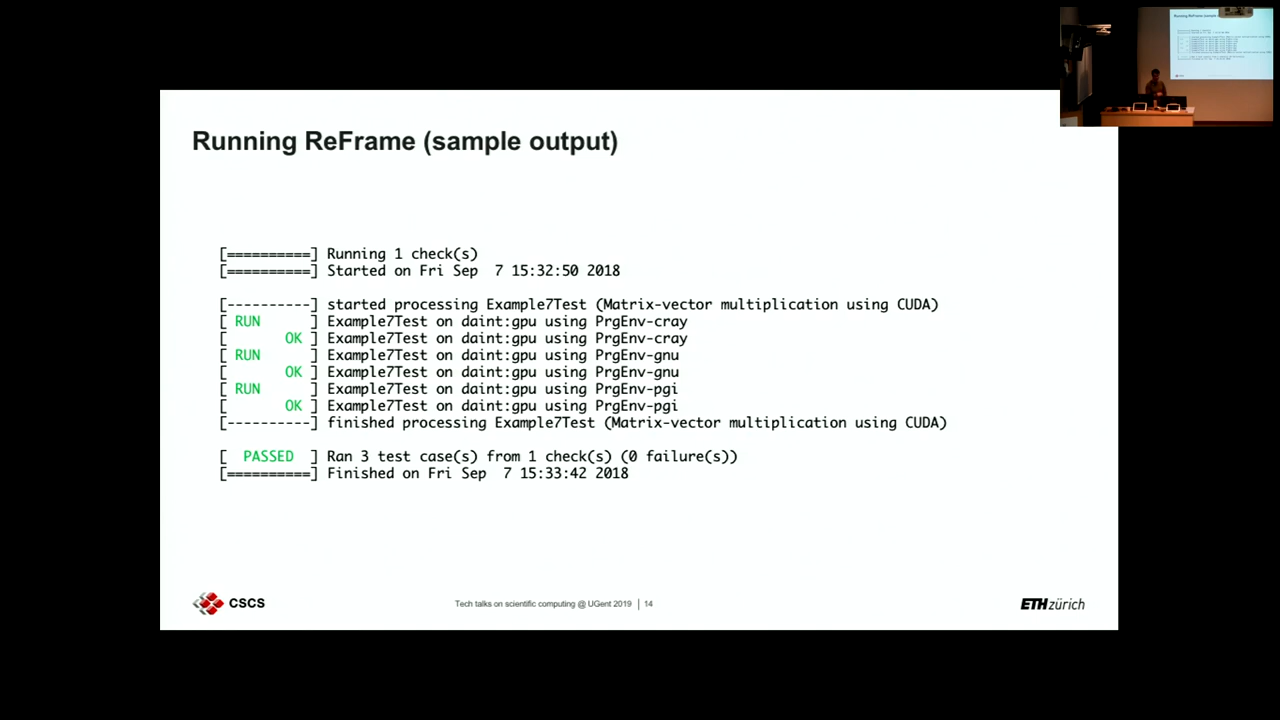 Running ReFrame (sample output)
[==========] Running 1 check(s)
[==========] Started on Fri Sep  7 15:32:50 2018
[----------] started processing Example7Test (Matrix-vector multiplication using CUDA)
[ RUN      ] Example7Test on daint:gpu using PrgEnv-cray
[       OK ] Example7Test on daint:gpu using PrgEnv-cray
[ RUN      ] Example7Test on daint:gpu using PrgEnv-gnu
[       OK ] Example7Test on daint:gpu using PrgEnv-gnu
[ RUN      ] Example7Test on daint:gpu using PrgEnv-pgi
[       OK ] Example7Test on daint:gpu using PrgEnv-pgi
[----------] finished processing Example7Test (Matrix-vector multiplication using CUDA)
[  PASSED  ] Ran 3 test case(s) from 1 check(s) (0 failure(s))
[==========] Finished on Fri Sep  7 15:33:42 2018
CSCS
Tech talks on scientific computing @ UGent 2019 | 14
ETH zürich